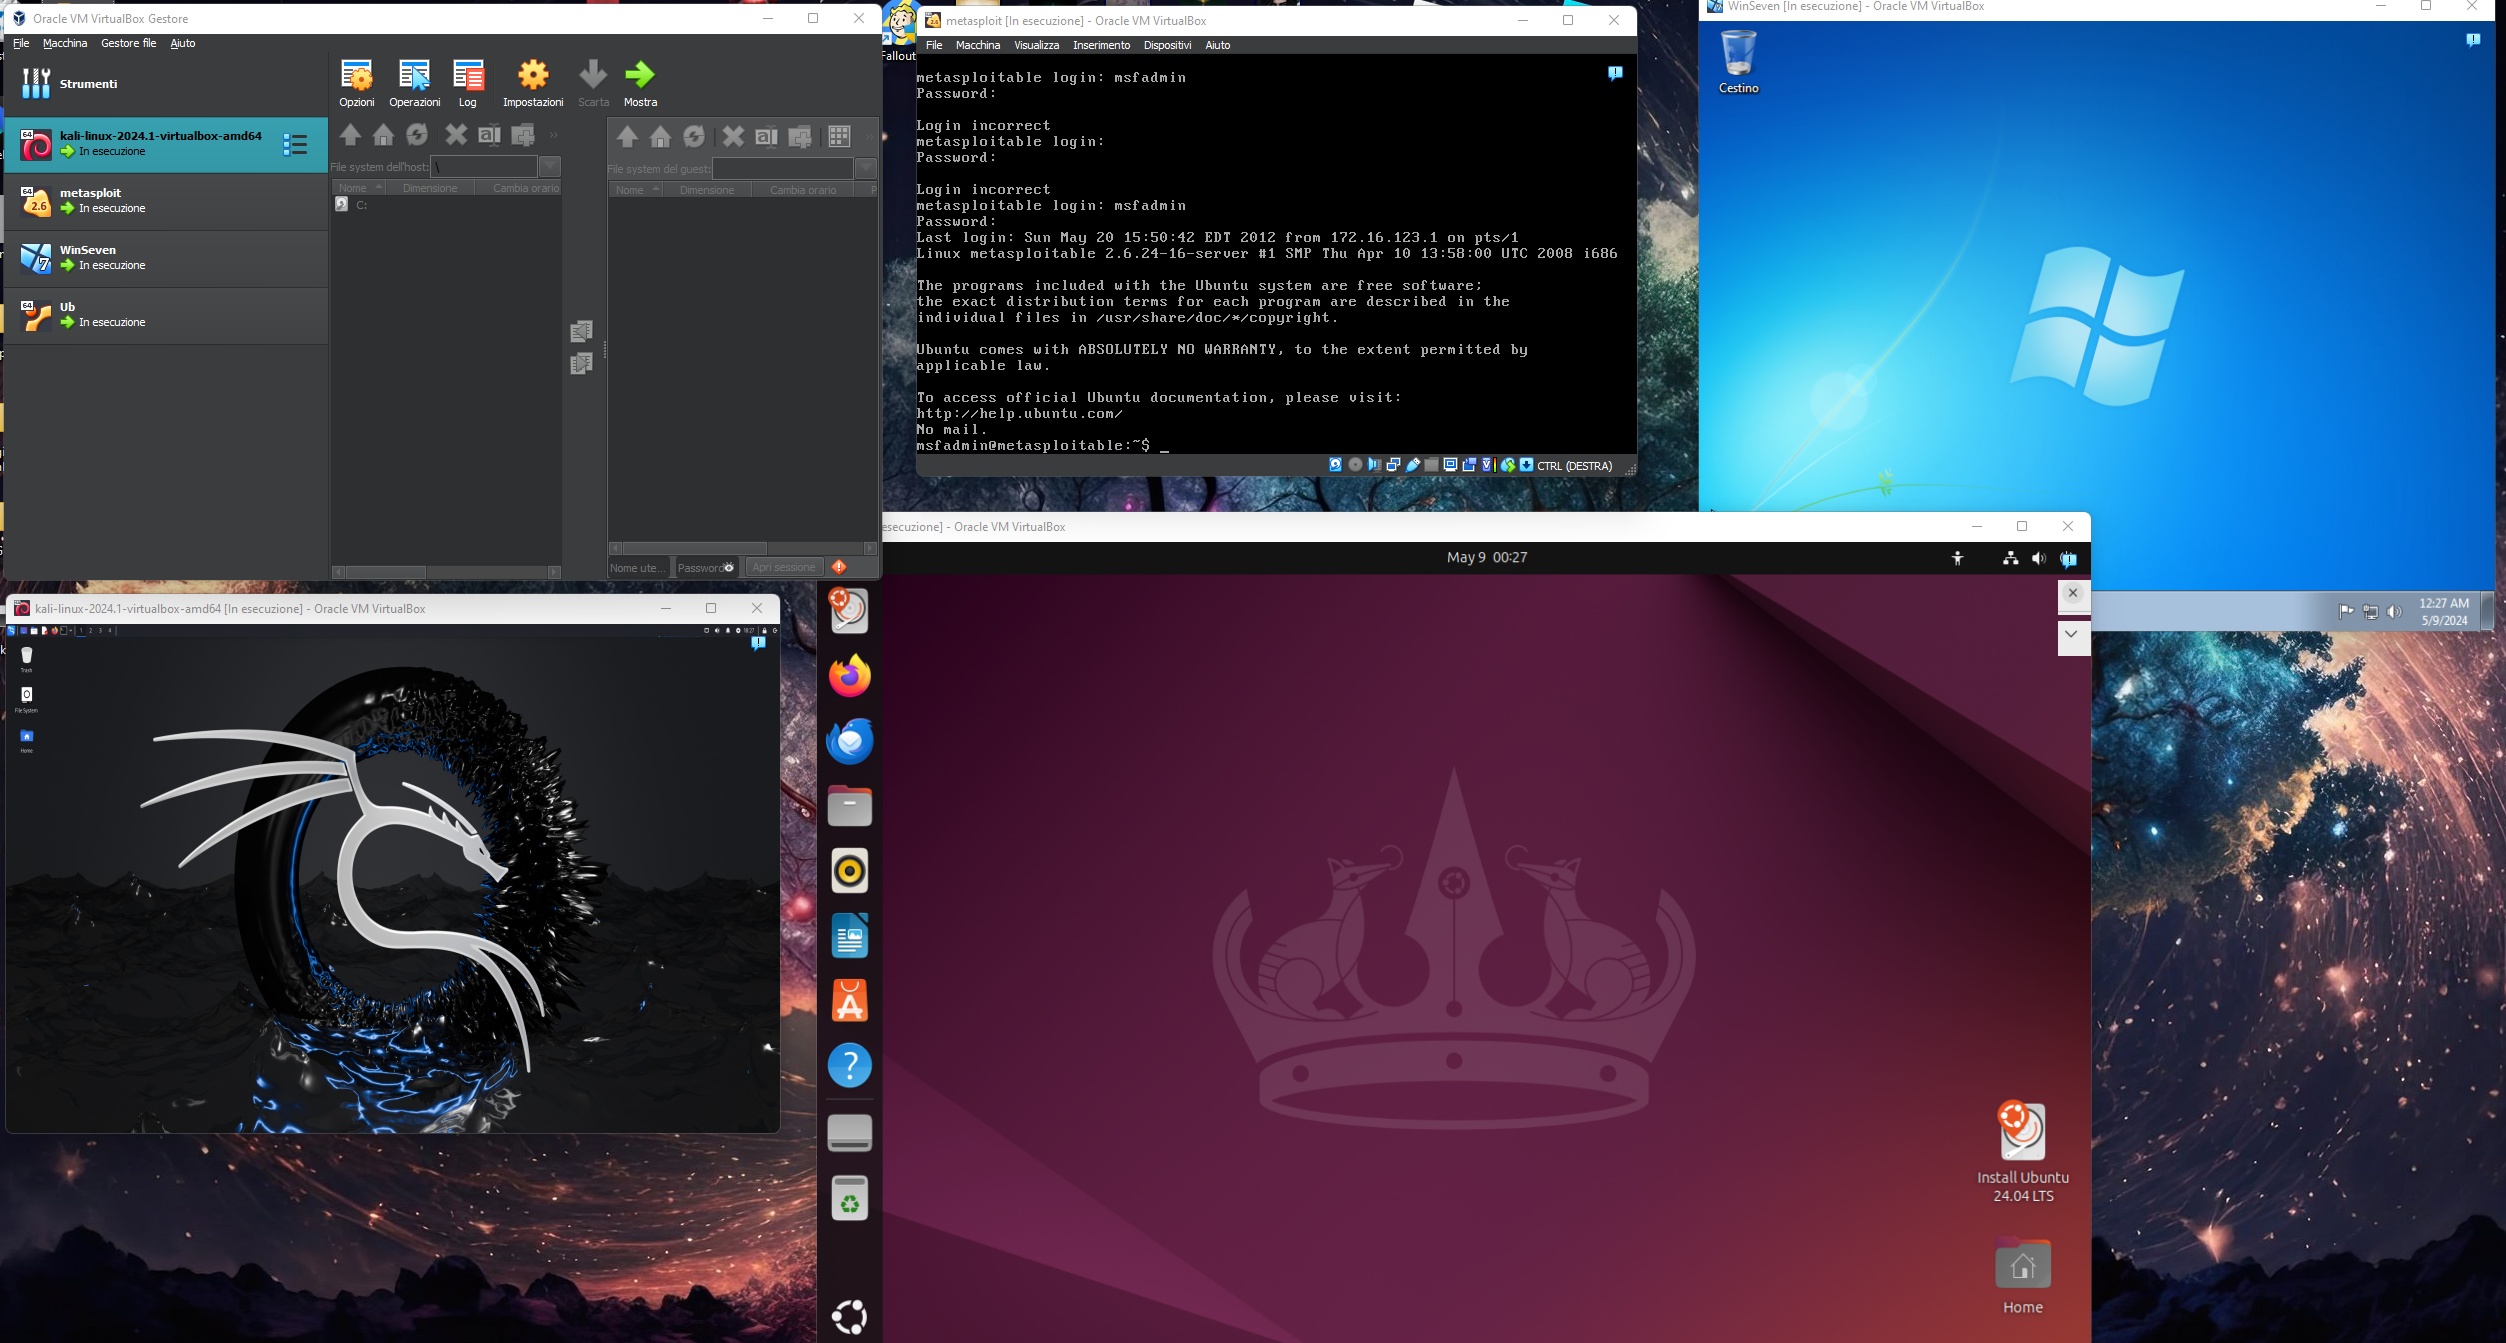 Oracle VM VirtualBox Gestore
File Macchina Gestore file Aiuto
Strumenti
Opzioni Operazioni Log Impostazioni Scarta Mostra
64
kali-linux-2024.1-virtualbox-amd64
In esecuzione
64
2.6
metasploit
In esecuzione
7
WinSeven
In esecuzione
64
Ub
In esecuzione
File system dell'host: \
Nome Dimensione Cambia orario
C:
File system del guest:
Nome Dimensione Cambia orario P
Nome ute... Password Apri sessione
Fallout
metasploit [In esecuzione] - Oracle VM VirtualBox
File Macchina Visualizza Inserimento Dispositivi Aiuto
metasploitable login: msfadmin
Password:
Login incorrect
metasploitable login:
Password:
Login incorrect
metasploitable login: msfadmin
Password:
Last login: Sun May 20 15:50:42 EDT 2012 from 172.16.123.1 on pts/1
Linux metasploitable 2.6.24-16-server #1 SMP Thu Apr 10 13:58:00 UTC 2008 i686
The programs included with the Ubuntu system are free software;
the exact distribution terms for each program are described in the
individual files in /usr/share/doc/*/copyright.
Ubuntu comes with ABSOLUTELY NO WARRANTY, to the extent permitted by
applicable law.
To access official Ubuntu documentation, please visit:
http://help.ubuntu.com/
No mail.
msfadmin@metasploitable:~$ _
CTRL (DESTRA)
WinSeven [In esecuzione] - Oracle VM VirtualBox
Cestino
12:27 AM
5/9/2024
esecuzione] - Oracle VM VirtualBox
May 9 00:27
Install Ubuntu
24.04 LTS
Home
kali-linux-2024.1-virtualbox-amd64 [In esecuzione] - Oracle VM VirtualBox
1 2 3 4
Trash
File System
Home